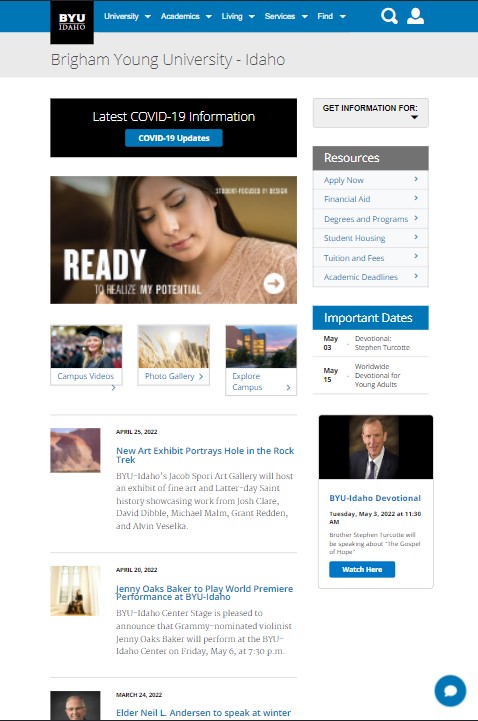 BYU
IDAHO
University
Academics
Living
Services
Find
Brigham Young University - Idaho
Latest COVID-19 Information
COVID-19 Updates
STUDENT-FOCUSED BY DESIGN
READY
TO REALIZE MY POTENTIAL
Campus Videos
Photo Gallery
Explore
Campus
APRIL 25, 2022
New Art Exhibit Portrays Hole in the Rock
Trek
BYU-Idaho's Jacob Spori Art Gallery will host
an exhibit of fine art and Latter-day Saint
history showcasing work from Josh Clare,
David Dibble, Michael Malm, Grant Redden,
and Alvin Veselka.
APRIL 20, 2022
Jenny Oaks Baker to Play World Premiere
Performance at BYU-Idaho
BYU-Idaho Center Stage is pleased to
announce that Grammy-nominated violinist
Jenny Oaks Baker will perform at the BYU-
Idaho Center on Friday, May 6, at 7:30 p.m.
MARCH 24, 2022
Elder Neil L. Andersen to speak at winter
GET INFORMATION FOR:
Resources
Apply Now
Financial Aid
Degrees and Programs
Student Housing
Tuition and Fees
Academic Deadlines
Important Dates
May
03
- Devotional:
Stephen Turcotte
May
15
- Worldwide
Devotional for
Young Adults
BYU-Idaho Devotional
Tuesday, May 3, 2022 at 11:30
AM
Brother Stephen Turcotte will
be speaking about "The Gospel
of Hope"
Watch Here